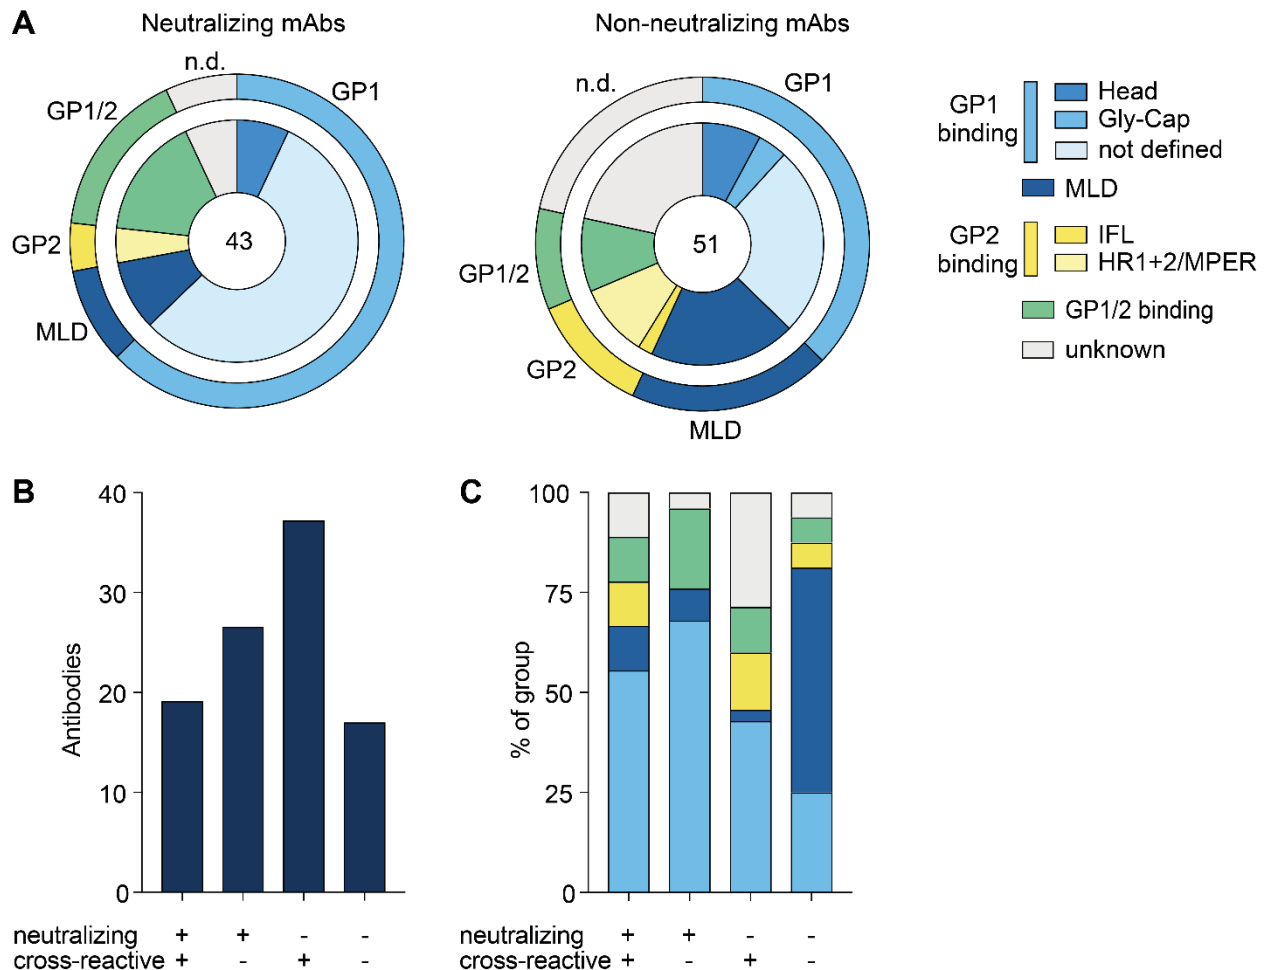 A
Neutralizing mAbs
n.d.
GP1
GP1/2
GP2
MLD
43
Non-neutralizing mAbs
n.d.
GP1
GP1/2
GP2
MLD
51
GP1
binding
Head
Gly-Cap
not defined
MLD
GP2
binding
IFL
HR1+2/MPER
GP1/2 binding
unknown
B
Antibodies
40
30
20
10
0
neutralizing + + - -
cross-reactive + - + -
C
% of group
100
75
50
25
0
neutralizing + + - -
cross-reactive + - + -